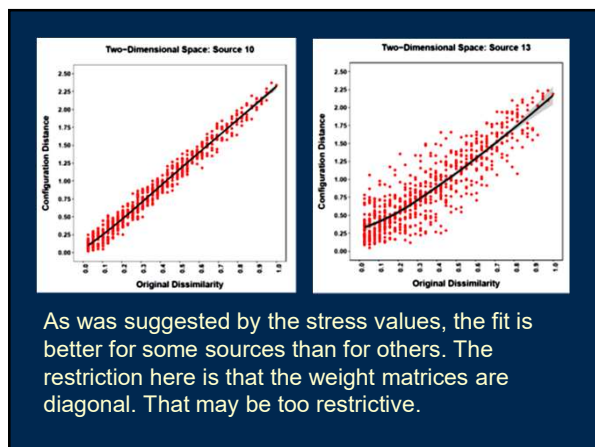 Two-Dimensional Space: Source 10
2.50
2.25
2.00
1.75
1.50
1.25
1.00
0.75
0.50
0.25
0.00
Configuration Distance
0.0 0.1 0.2 0.3 0.4 0.5 0.6 0.7 0.8 0.9 1.0
Original Dissimilarity
Two-Dimensional Space: Source 13
2.50
2.25
2.00
1.75
1.50
1.25
1.00
0.75
0.50
0.25
0.00
Configuration Distance
0.0 0.1 0.2 0.3 0.4 0.5 0.6 0.7 0.8 0.9 1.0
Original Dissimilarity
As was suggested by the stress values, the fit is
better for some sources than for others. The
restriction here is that the weight matrices are
diagonal. That may be too restrictive.